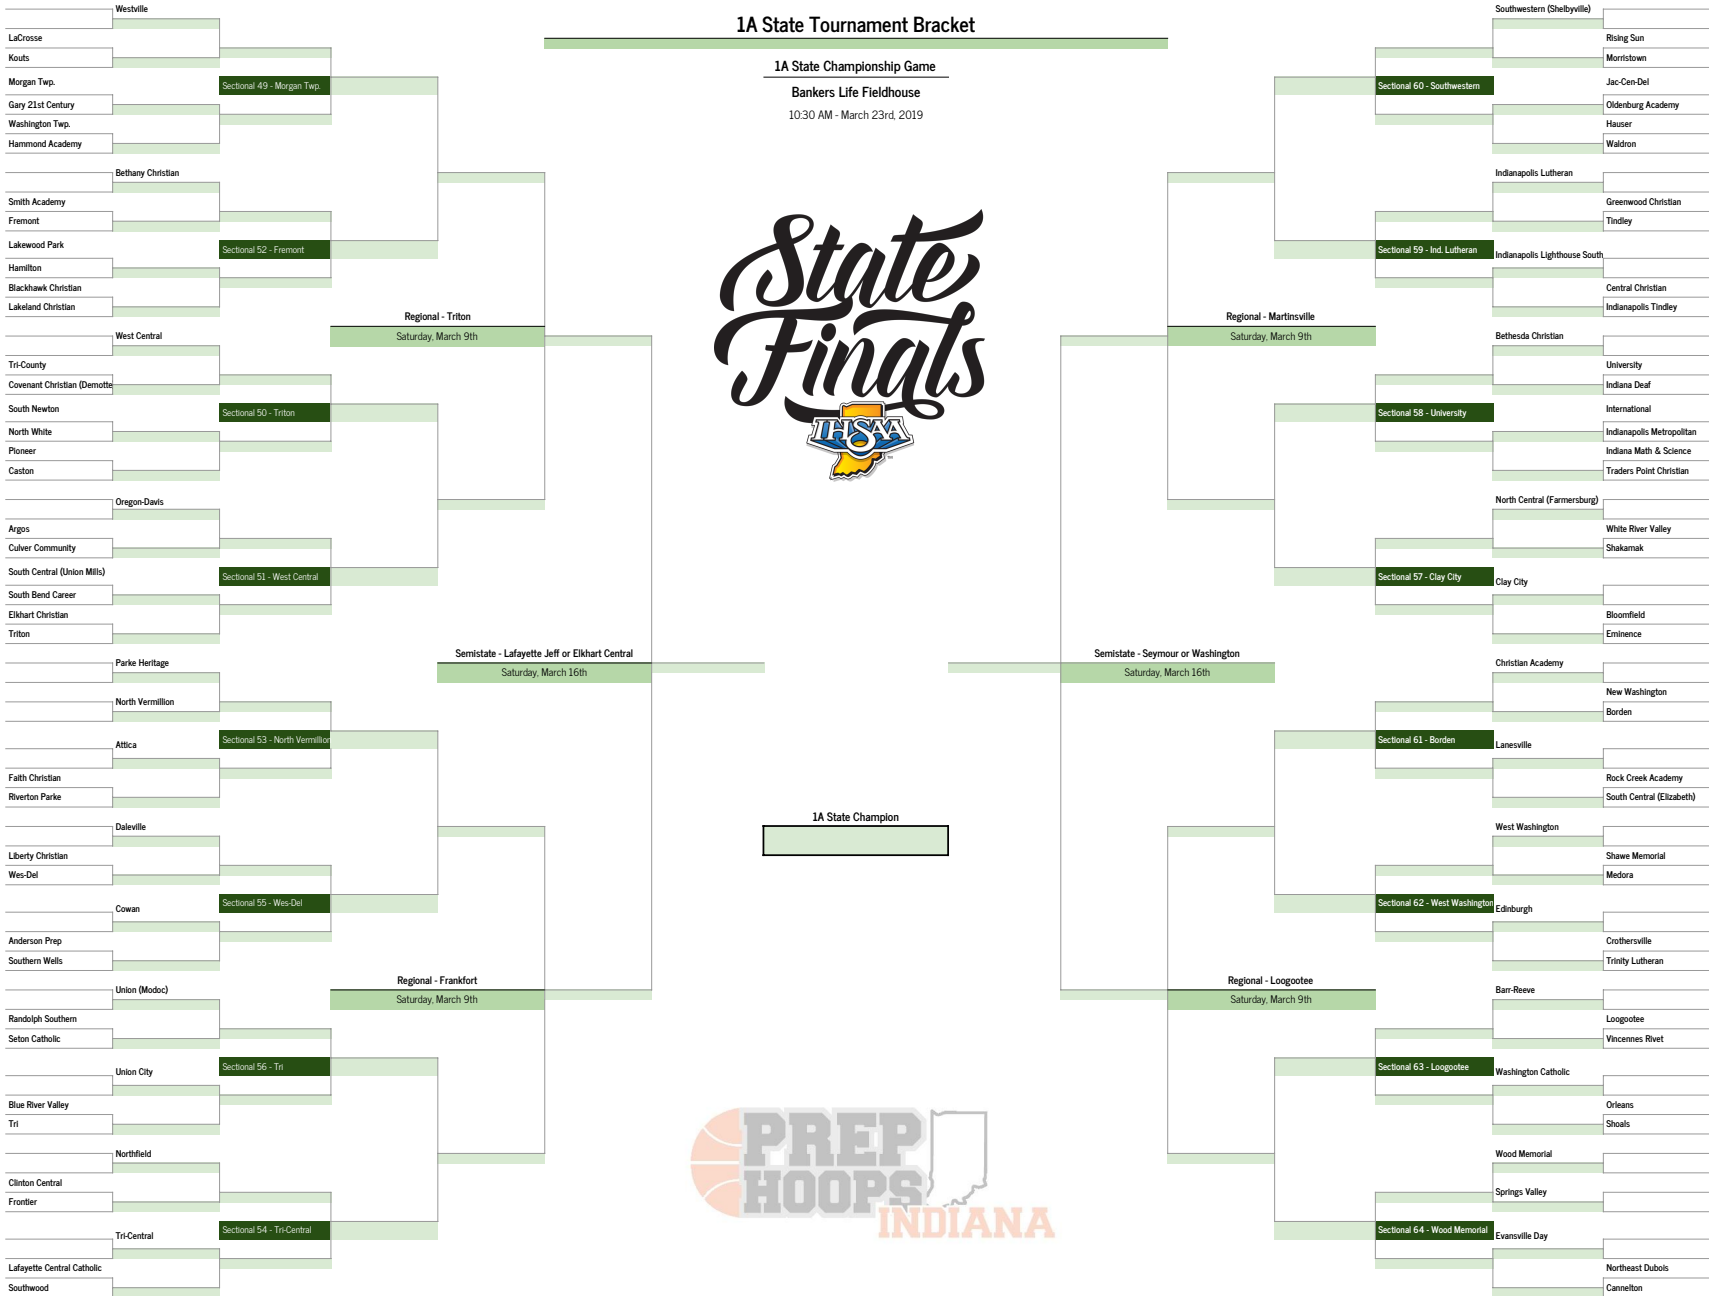 1A State Tournament Bracket
1A State Championship Game
Bankers Life Fieldhouse
10:30 AM - March 23rd, 2019
Westville
LaCrosse
Kouts
Morgan Twp.
Sectional 49 - Morgan Twp.
Gary 21st Century
Washington Twp.
Hammond Academy
Bethany Christian
Smith Academy
Fremont
Lakewood Park
Sectional 52 - Fremont
Hamilton
Blackhawk Christian
Lakeland Christian
Regional - Triton
Saturday, March 9th
West Central
Tri-County
Covenant Christian (Demotte
South Newton
Sectional 50 - Triton
North White
Pioneer
Caston
Oregon-Davis
Argos
Culver Community
South Central (Union Mills)
Sectional 51 - West Central
South Bend Career
Elkhart Christian
Triton
Semistate - Lafayette Jeff or Elkhart Central
Saturday, March 16th
Parke Heritage
North Vermillion
Attica
Sectional 53 - North Vermillion
Faith Christian
Riverton Parke
Daleville
Liberty Christian
Wes-Del
Cowan
Sectional 55 - Wes-Del
Anderson Prep
Southern Wells
Regional - Frankfort
Saturday, March 9th
Union (Modoc)
Randolph Southern
Seton Catholic
Union City
Sectional 56 - Tri
Blue River Valley
Tri
Northfield
Clinton Central
Frontier
Tri-Central
Sectional 54 - Tri-Central
Lafayette Central Catholic
Southwood
State
Finals
IHSAA
TM
1A State Champion
PREP
HOOPS
INDIANA
Southwestern (Shelbyville)
Rising Sun
Morristown
Jac-Cen-Del
Sectional 60 - Southwestern
Oldenburg Academy
Hauser
Waldron
Indianapolis Lutheran
Greenwood Christian
Tindley
Sectional 59 - Ind. Lutheran
Indianapolis Lighthouse South
Central Christian
Indianapolis Tindley
Regional - Martinsville
Saturday, March 9th
Bethesda Christian
University
Indiana Deaf
International
Sectional 58 - University
Indianapolis Metropolitan
Indiana Math & Science
Traders Point Christian
North Central (Farmersburg)
White River Valley
Shakamak
Sectional 57 - Clay City
Clay City
Bloomfield
Eminence
Semistate - Seymour or Washington
Saturday, March 16th
Christian Academy
New Washington
Borden
Sectional 61 - Borden
Lanesville
Rock Creek Academy
South Central (Elizabeth)
West Washington
Shawe Memorial
Medora
Sectional 62 - West Washington
Edinburgh
Crothersville
Trinity Lutheran
Regional - Loogootee
Saturday, March 9th
Barr-Reeve
Loogootee
Vincennes Rivet
Sectional 63 - Loogootee
Washington Catholic
Orleans
Shoals
Wood Memorial
Springs Valley
Sectional 64 - Wood Memorial
Evansville Day
Northeast Dubois
Cannelton